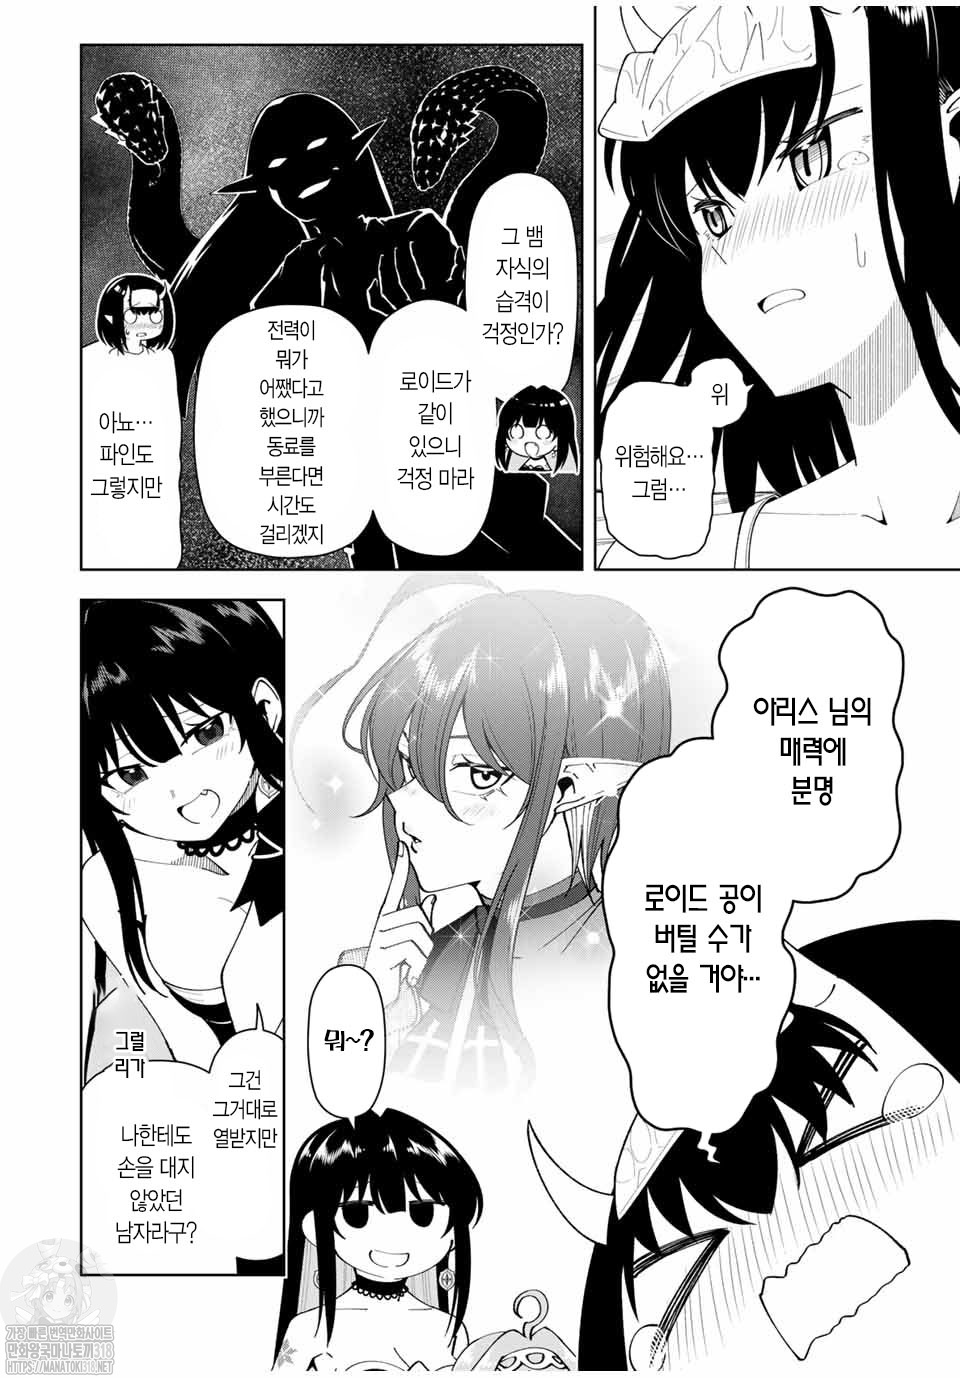 위
위험해요…
그럼…
그 뱀
자식의
습격이
걱정인가?
로이드가
같이
있으니
걱정 마라
전력이
뭐가
어쨌다고
했으니까
동료를
부른다면
시간도
걸리겠지
아뇨…
파인도
그렇지만
아리스 님의
매력에
분명
로이드 공이
버틸 수가
없을 거야…
뭐~?
그건
그거대로
열받지만
그럴
리가
나한테도
손을 대지
않았던
남자라구?
가장 빠른 번역만화사이트
만화왕국마나토끼318
HTTPS://MANATOKI318.NET